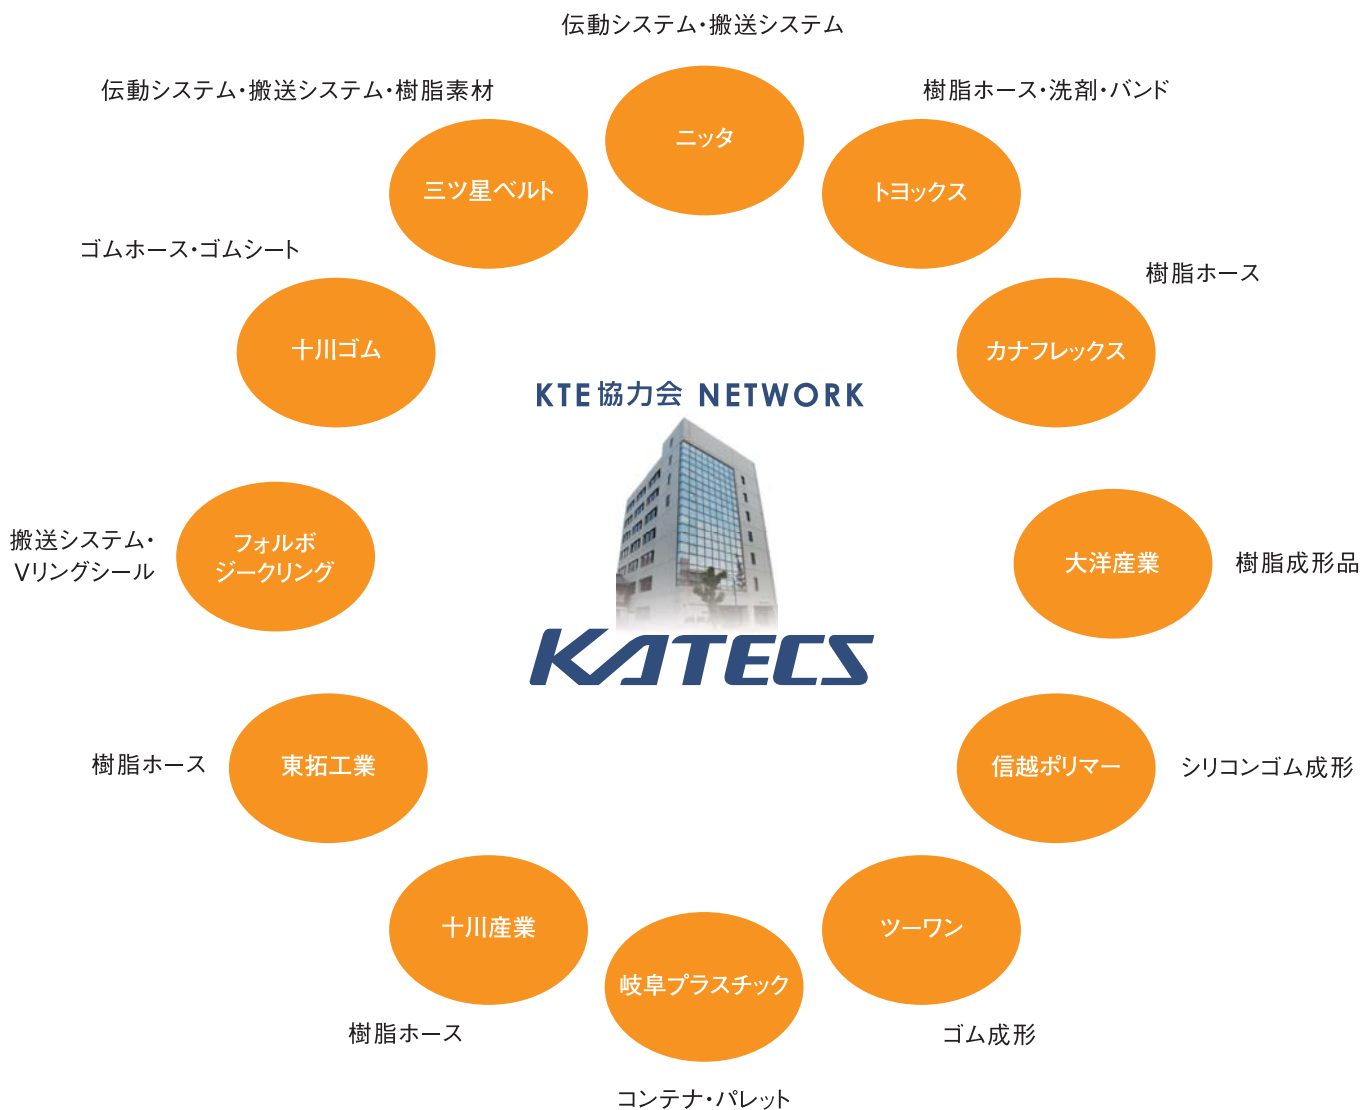 伝動システム・搬送システム
伝動システム・搬送システム・樹脂素材
樹脂ホース・洗剤・バンド
ニッタ
三ツ星ベルト
トヨックス
ゴムホース・ゴムシート
樹脂ホース
十川ゴム
カナフレックス
KTE協力会 NETWORK
搬送システム・
Vリングシール
フォルボ
ジークリング
大洋産業
樹脂成形品
KATECS
樹脂ホース
東拓工業
信越ポリマー
シリコンゴム成形
十川産業
ツーワン
岐阜プラスチック
樹脂ホース
ゴム成形
コンテナ・パレット